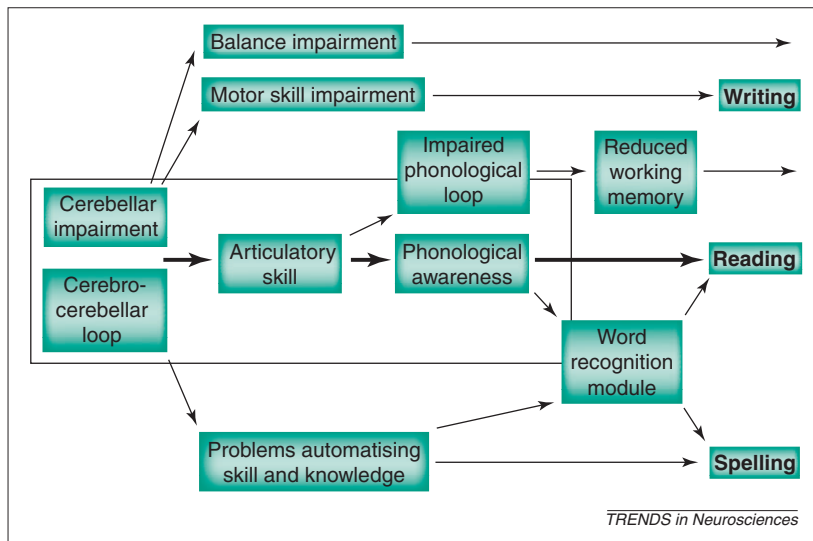 Balance impairment
Motor skill impairment
Writing
Impaired
phonological
loop
Reduced
working
memory
Cerebellar
impairment
Articulatory
skill
Phonological
awareness
Reading
Cerebro-
cerebellar
loop
Word
recognition
module
Problems automatising
skill and knowledge
Spelling
TRENDS in Neurosciences